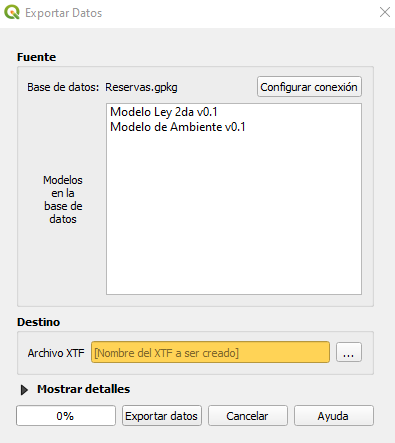 Exportar Datos
Fuente
Base de datos: Reservas.gpkg Configurar conexión
Modelo Ley 2da v0.1
Modelo de Ambiente v0.1
Modelos
en la
base de
datos
Destino
Archivo XTF [Nombre del XTF a ser creado] ...
Mostrar detalles
0% Exportar datos Cancelar Ayuda